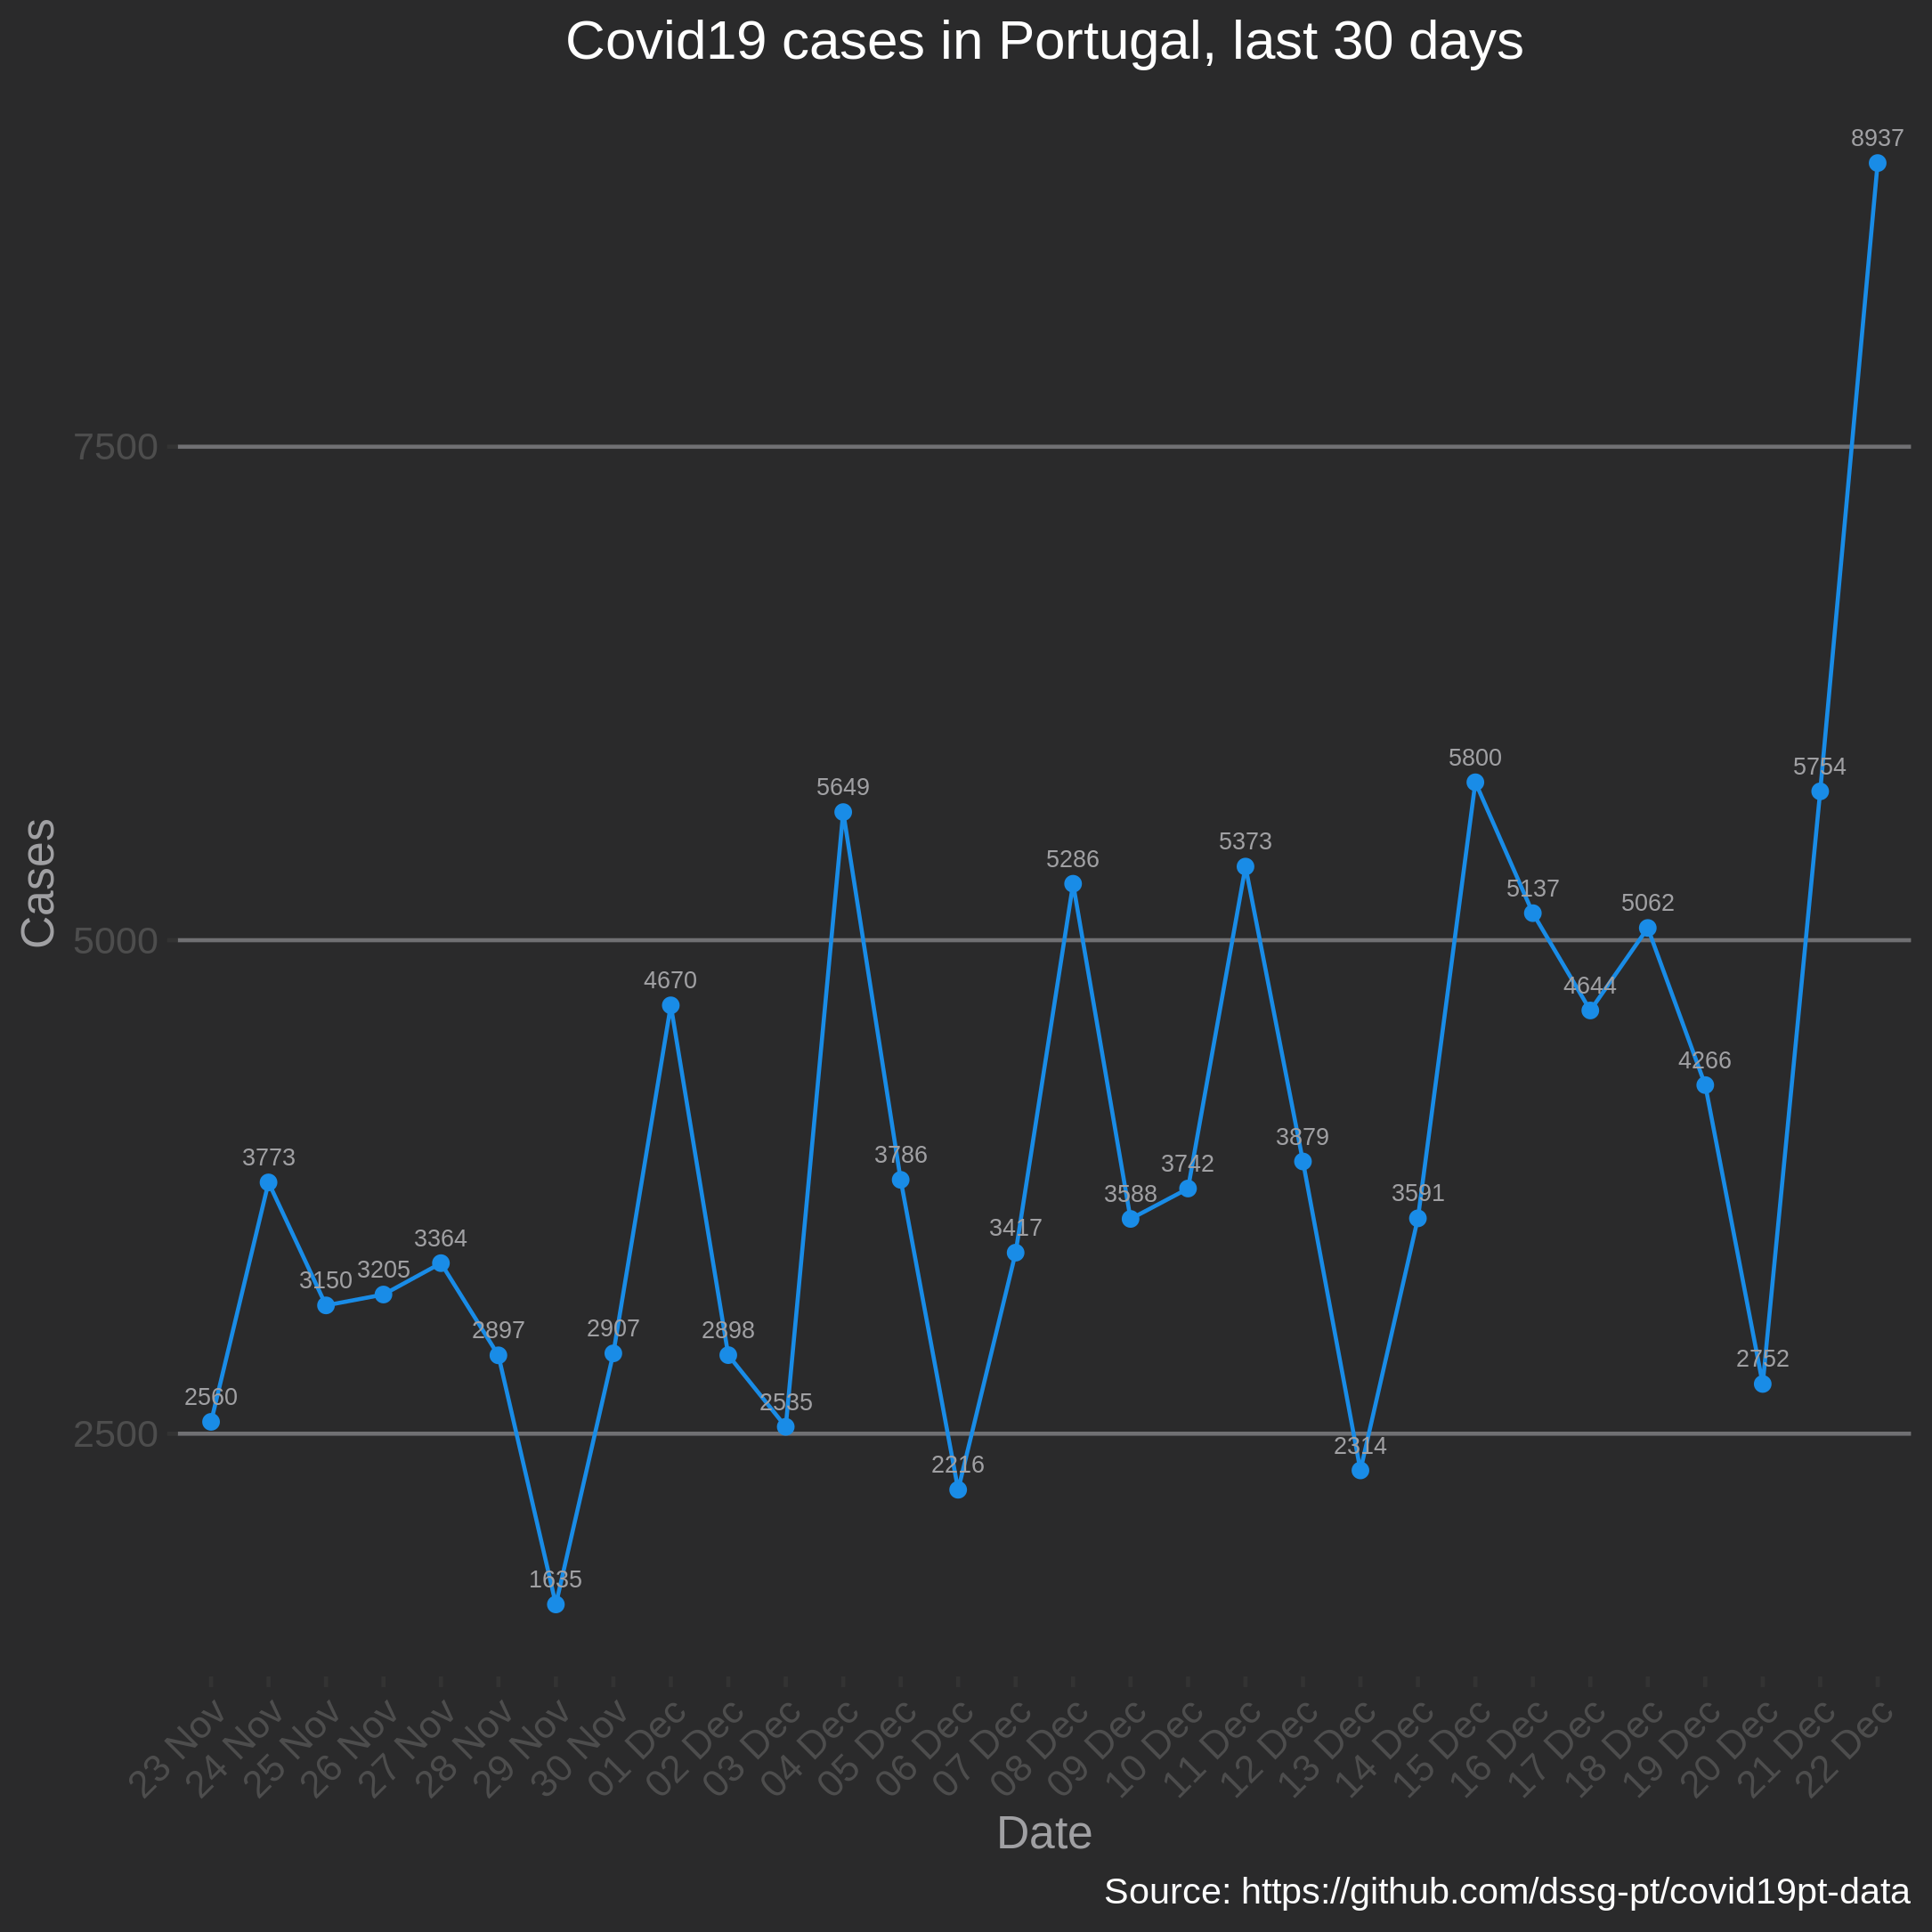 Covid19 cases in Portugal, last 30 days
8937
7500
5800
5754
5649
5373
5286
5137
5062
Cases
5000
4670
4644
4266
3773
3786
3879
3742
3588
3591
3417
3364
3205
3150
2897
2907
2898
2752
2560
2535
2500
2314
2216
1635
23 Nov
24 Nov
25 Nov
26 Nov
27 Nov
28 Nov
29 Nov
30 Nov
01 Dec
02 Dec
03 Dec
04 Dec
05 Dec
06 Dec
07 Dec
08 Dec
09 Dec
10 Dec
11 Dec
12 Dec
13 Dec
14 Dec
15 Dec
16 Dec
17 Dec
18 Dec
19 Dec
20 Dec
21 Dec
22 Dec
Date
Source: https://github.com/dssg-pt/covid19pt-data